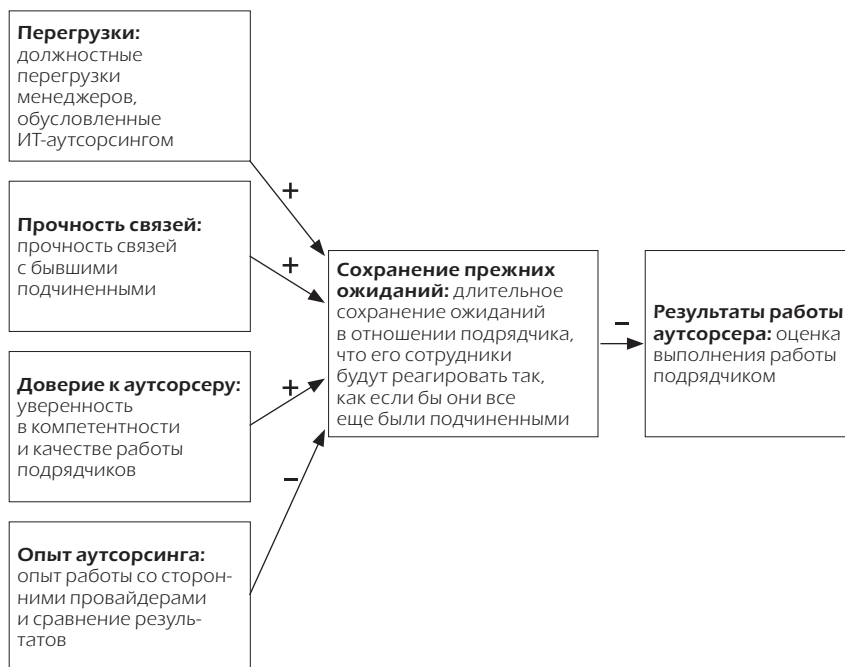 Перегрузки:
должностные
перегрузки
менеджеров,
обусловленные
ИТ-аутсорсингом
+
Прочность связей:
прочность связей
с бывшими
подчиненными
+
Доверие к аутсорсеру:
уверенность
в компетентности
и качестве работы
подрядчиков
+
Опыт аутсорсинга:
опыт работы со сторон-
ними провайдерами
и сравнение резуль-
татов
–
Сохранение прежних
ожиданий: длительное
сохранение ожиданий
в отношении подрядчика,
что его сотрудники
будут реагировать так,
как если бы они все
еще были подчиненными
–
Результаты работы
аутсорсера: оценка
выполнения работы
подрядчиком